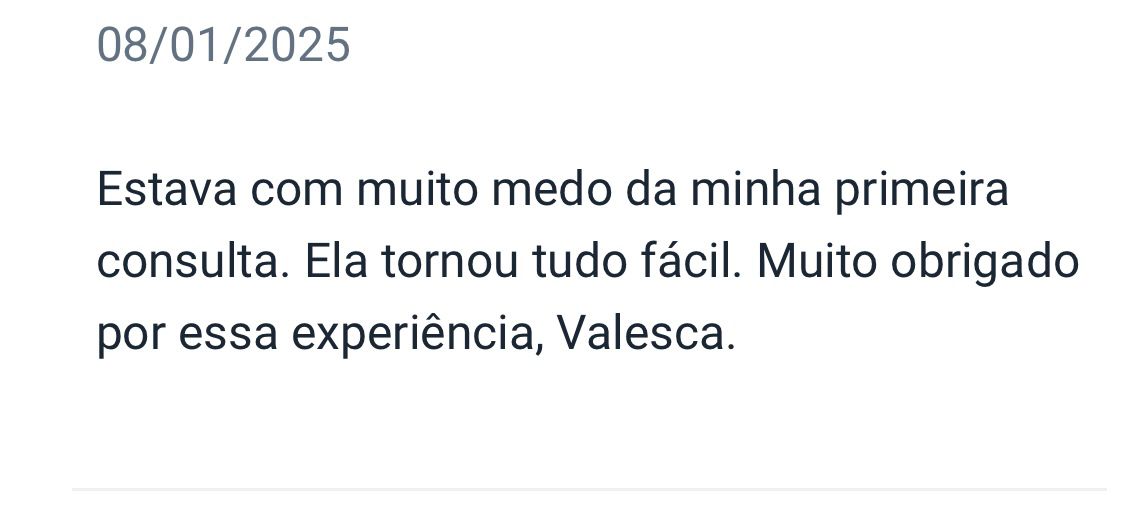 08/01/2025
Estava com muito medo da minha primeira
consulta. Ela tornou tudo fácil. Muito obrigado
por essa experiência, Valesca.